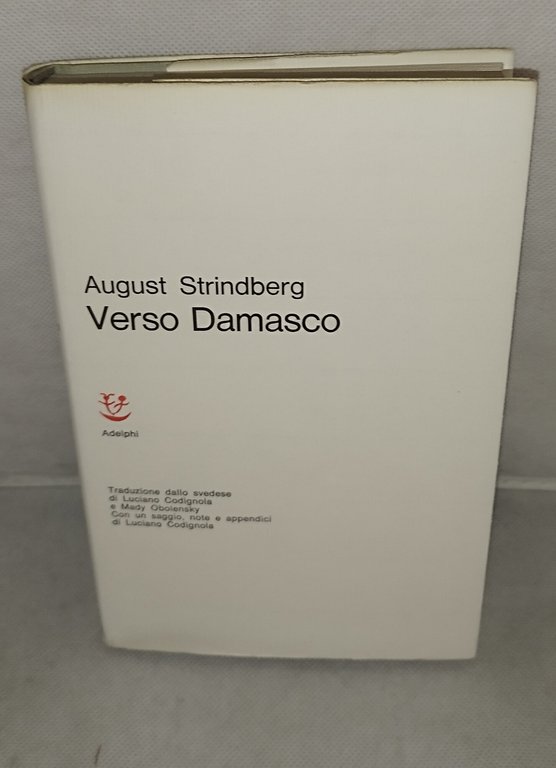 August Strindberg
Verso Damasco
Adelphi
Traduzione dallo svedese
di Luciano Codignola
e Mady Obolensky
Con un saggio, note e appendici
di Luciano Codignola